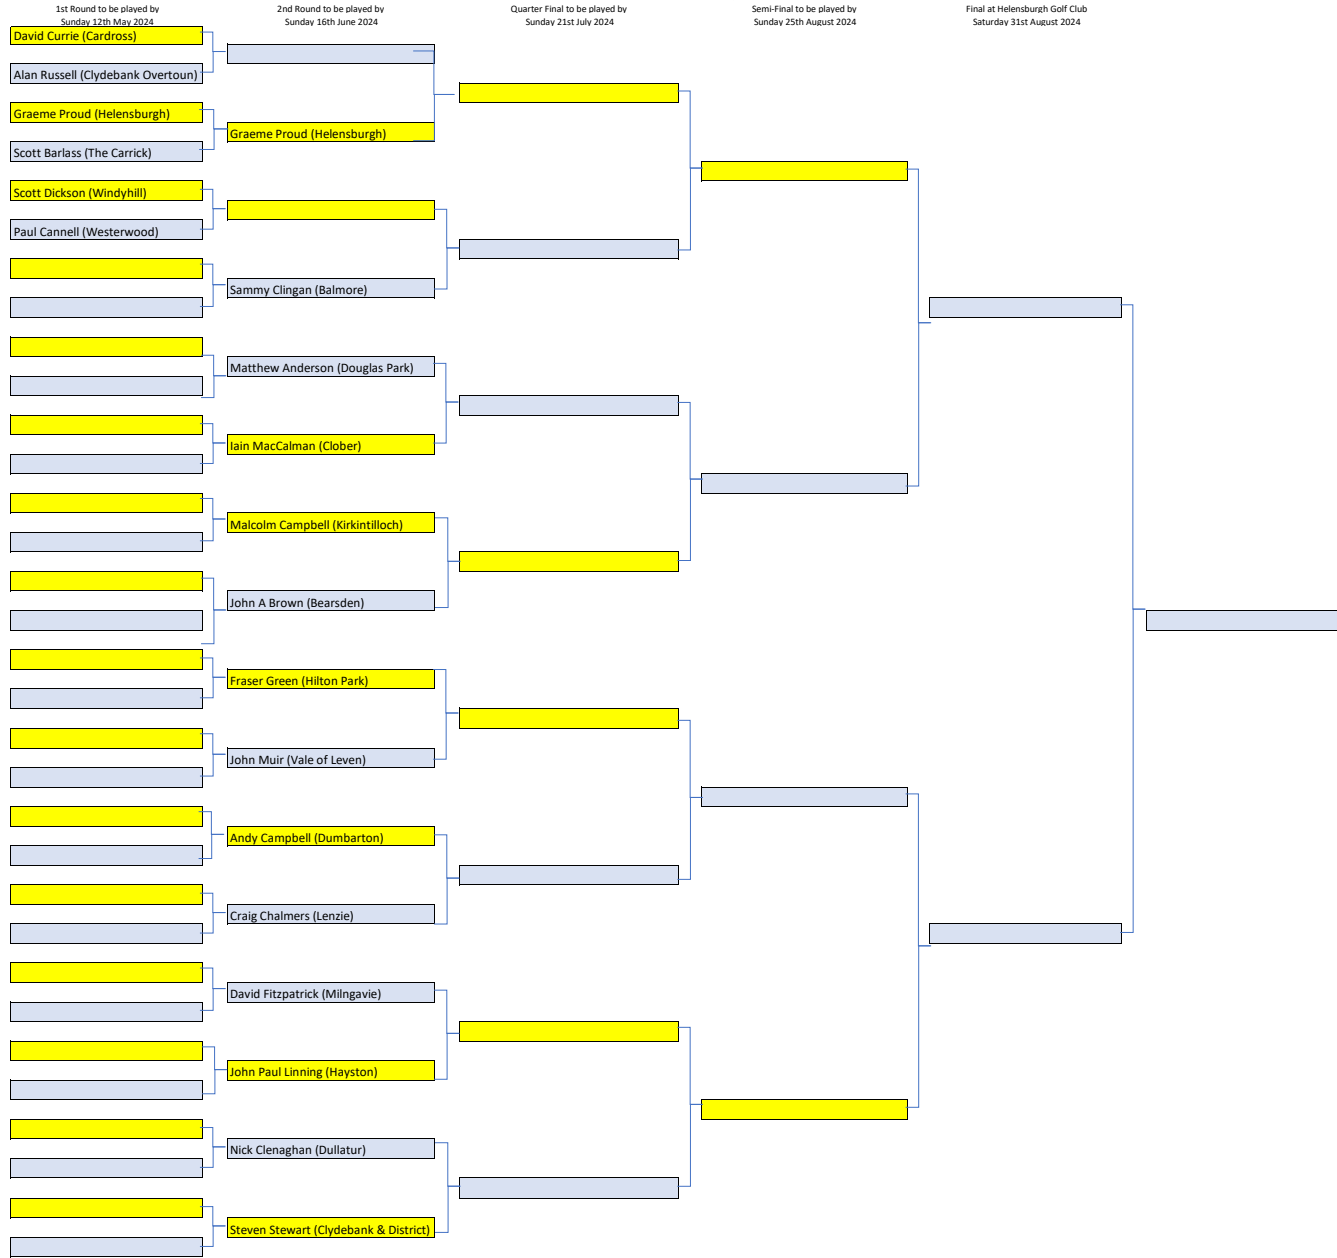 1st Round to be played by
Sunday 12th May 2024
2nd Round to be played by
Sunday 16th June 2024
Quarter Final to be played by
Sunday 21st July 2024
Semi-Final to be played by
Sunday 25th August 2024
Final at Helensburgh Golf Club
Saturday 31st August 2024
David Currie (Cardross)
Alan Russell (Clydebank Overtoun)
Graeme Proud (Helensburgh)
Graeme Proud (Helensburgh)
Scott Barlass (The Carrick)
Scott Dickson (Windyhill)
Paul Cannell (Westerwood)
Sammy Clingan (Balmore)
Matthew Anderson (Douglas Park)
Iain MacCalman (Clober)
Malcolm Campbell (Kirkintilloch)
John A Brown (Bearsden)
Fraser Green (Hilton Park)
John Muir (Vale of Leven)
Andy Campbell (Dumbarton)
Craig Chalmers (Lenzie)
David Fitzpatrick (Milngavie)
John Paul Linning (Hayston)
Nick Clenaghan (Dullatur)
Steven Stewart (Clydebank & District)